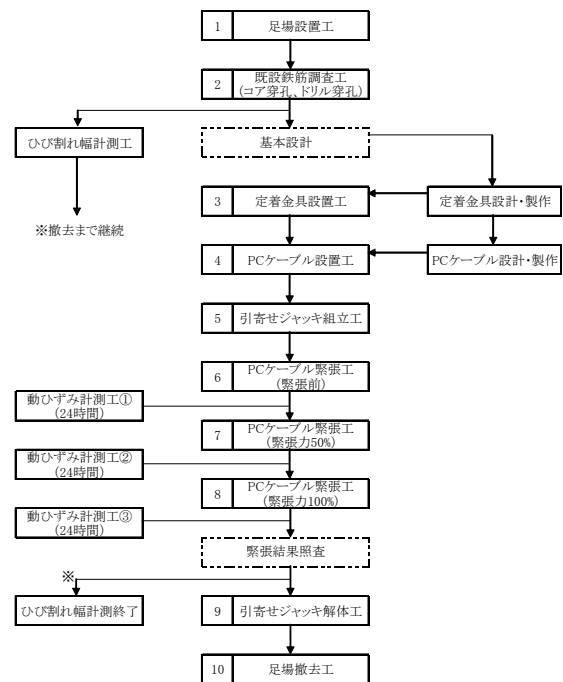 1 足場設置工
2 既設鉄筋調査工
(コア穿孔、ドリル穿孔)
ひび割れ幅計測工
基本設計
3 定着金具設置工
定着金具設計・製作
※撤去まで継続
4 PCケーブル設置工
PCケーブル設計・製作
5 引寄せジャッキ組立工
6 PCケーブル緊張工
(緊張前)
動ひずみ計測工①
(24時間)
7 PCケーブル緊張工
(緊張力50%)
動ひずみ計測工②
(24時間)
8 PCケーブル緊張工
(緊張力100%)
動ひずみ計測工③
(24時間)
緊張結果照査
※
ひび割れ幅計測終了
9 引寄せジャッキ解体工
10 足場撤去工